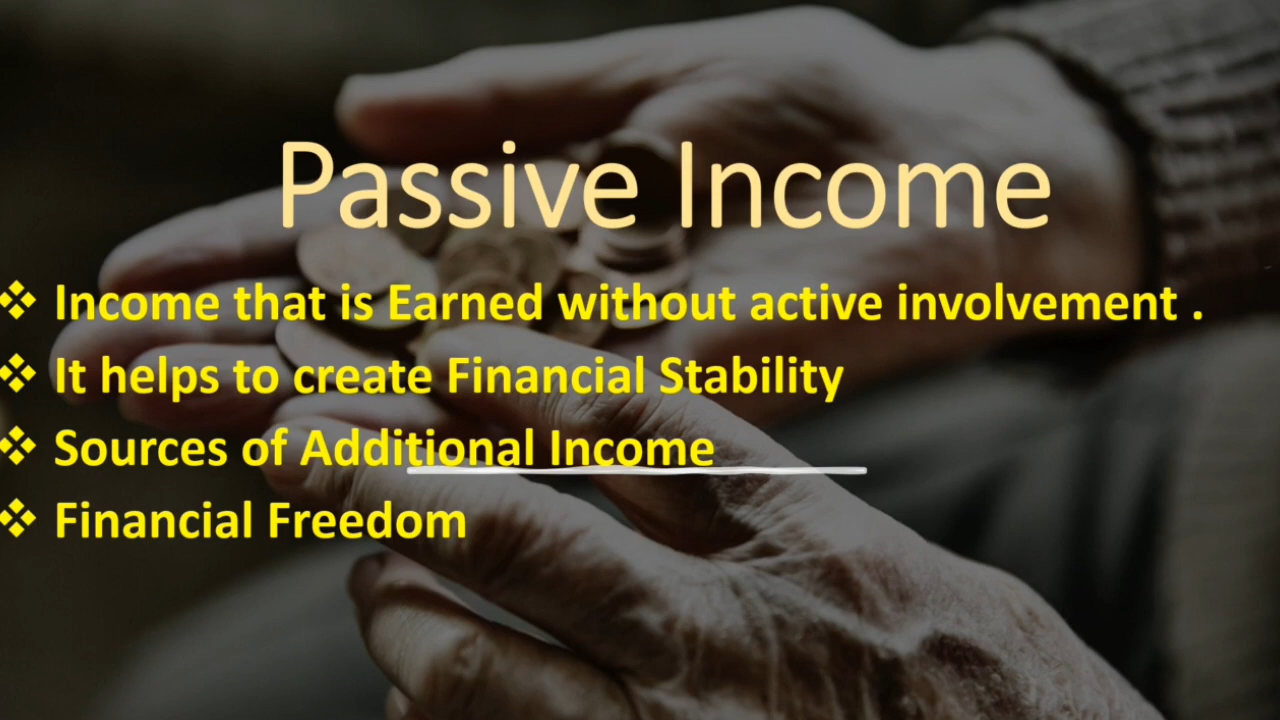 Passive Income
❖ Income that is Earned without active involvement .
❖ It helps to create Financial Stability
❖ Sources of Additional Income
❖ Financial Freedom